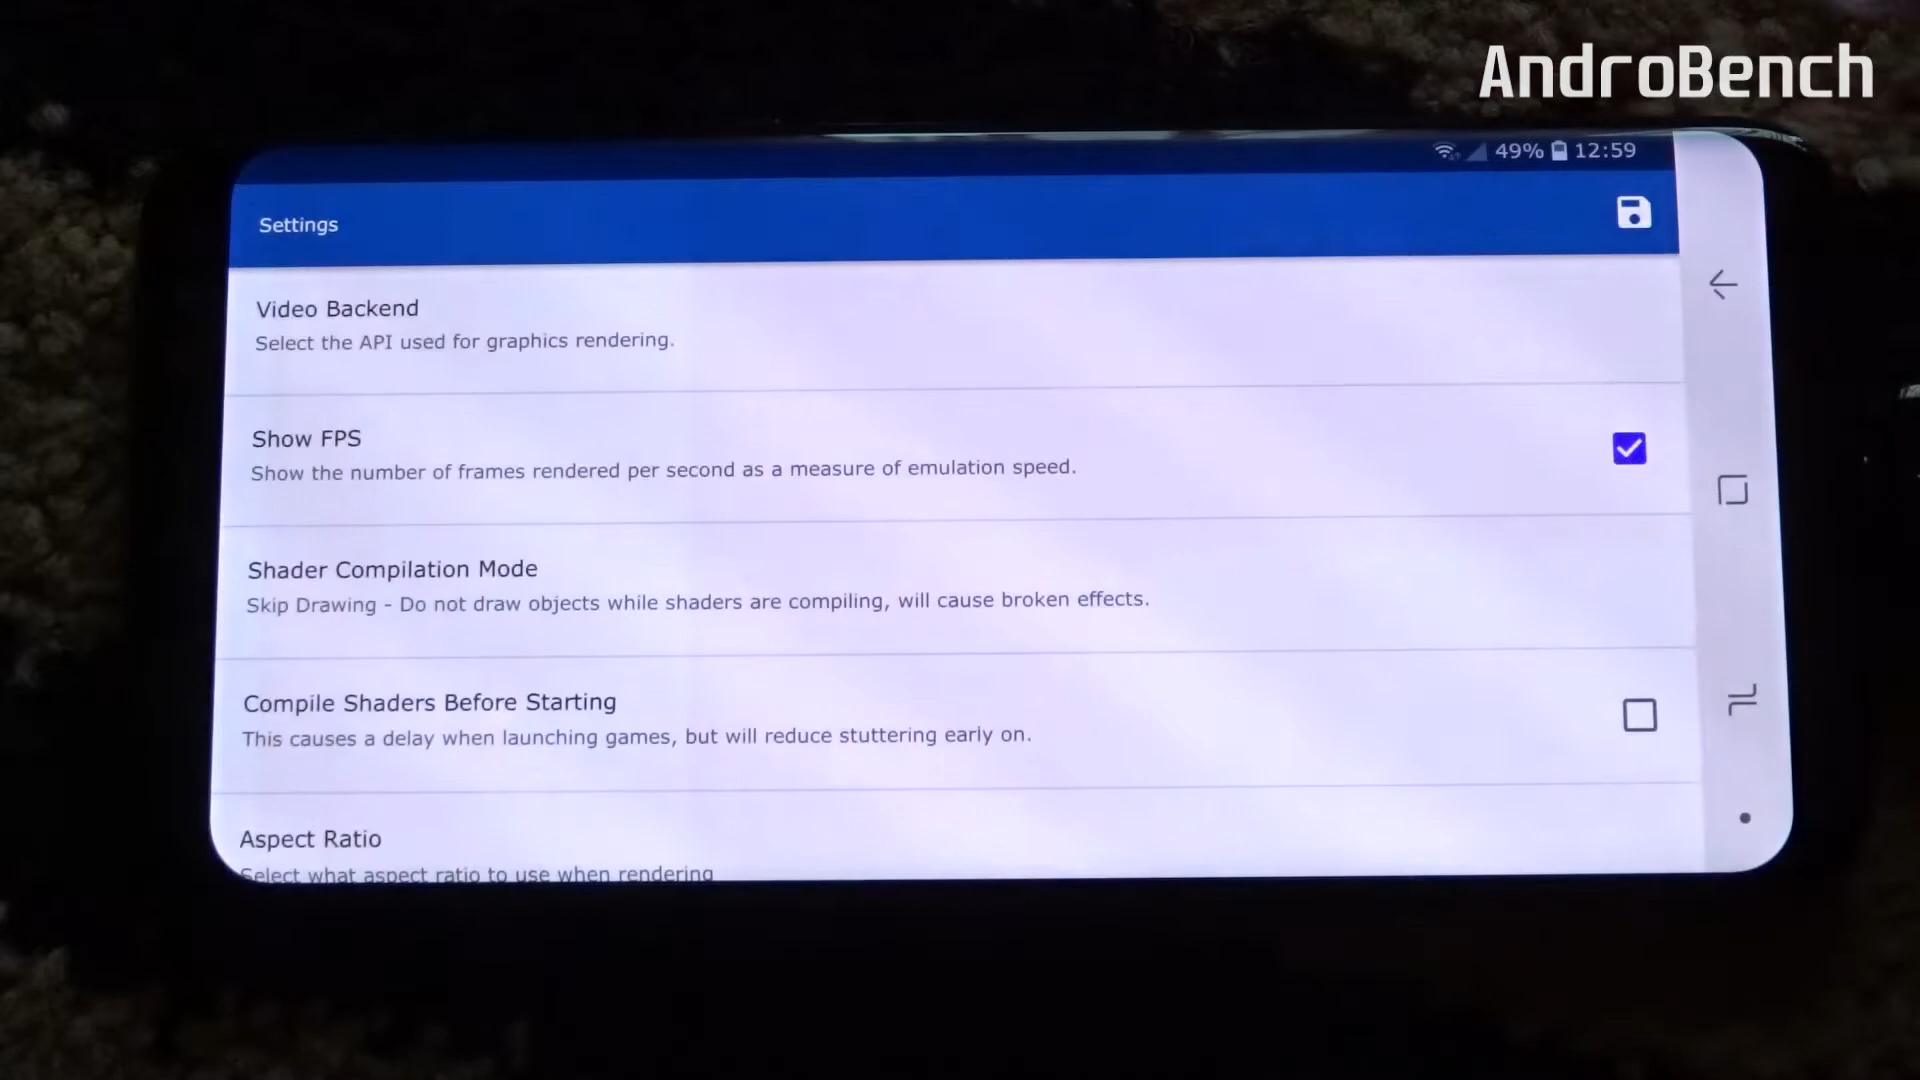 AndroBench
49% 12:59
Settings
Video Backend
Select the API used for graphics rendering.
Show FPS
Show the number of frames rendered per second as a measure of emulation speed.
Shader Compilation Mode
Skip Drawing - Do not draw objects while shaders are compiling, will cause broken effects.
Compile Shaders Before Starting
This causes a delay when launching games, but will reduce stuttering early on.
Aspect Ratio
Select what aspect ratio to use when rendering